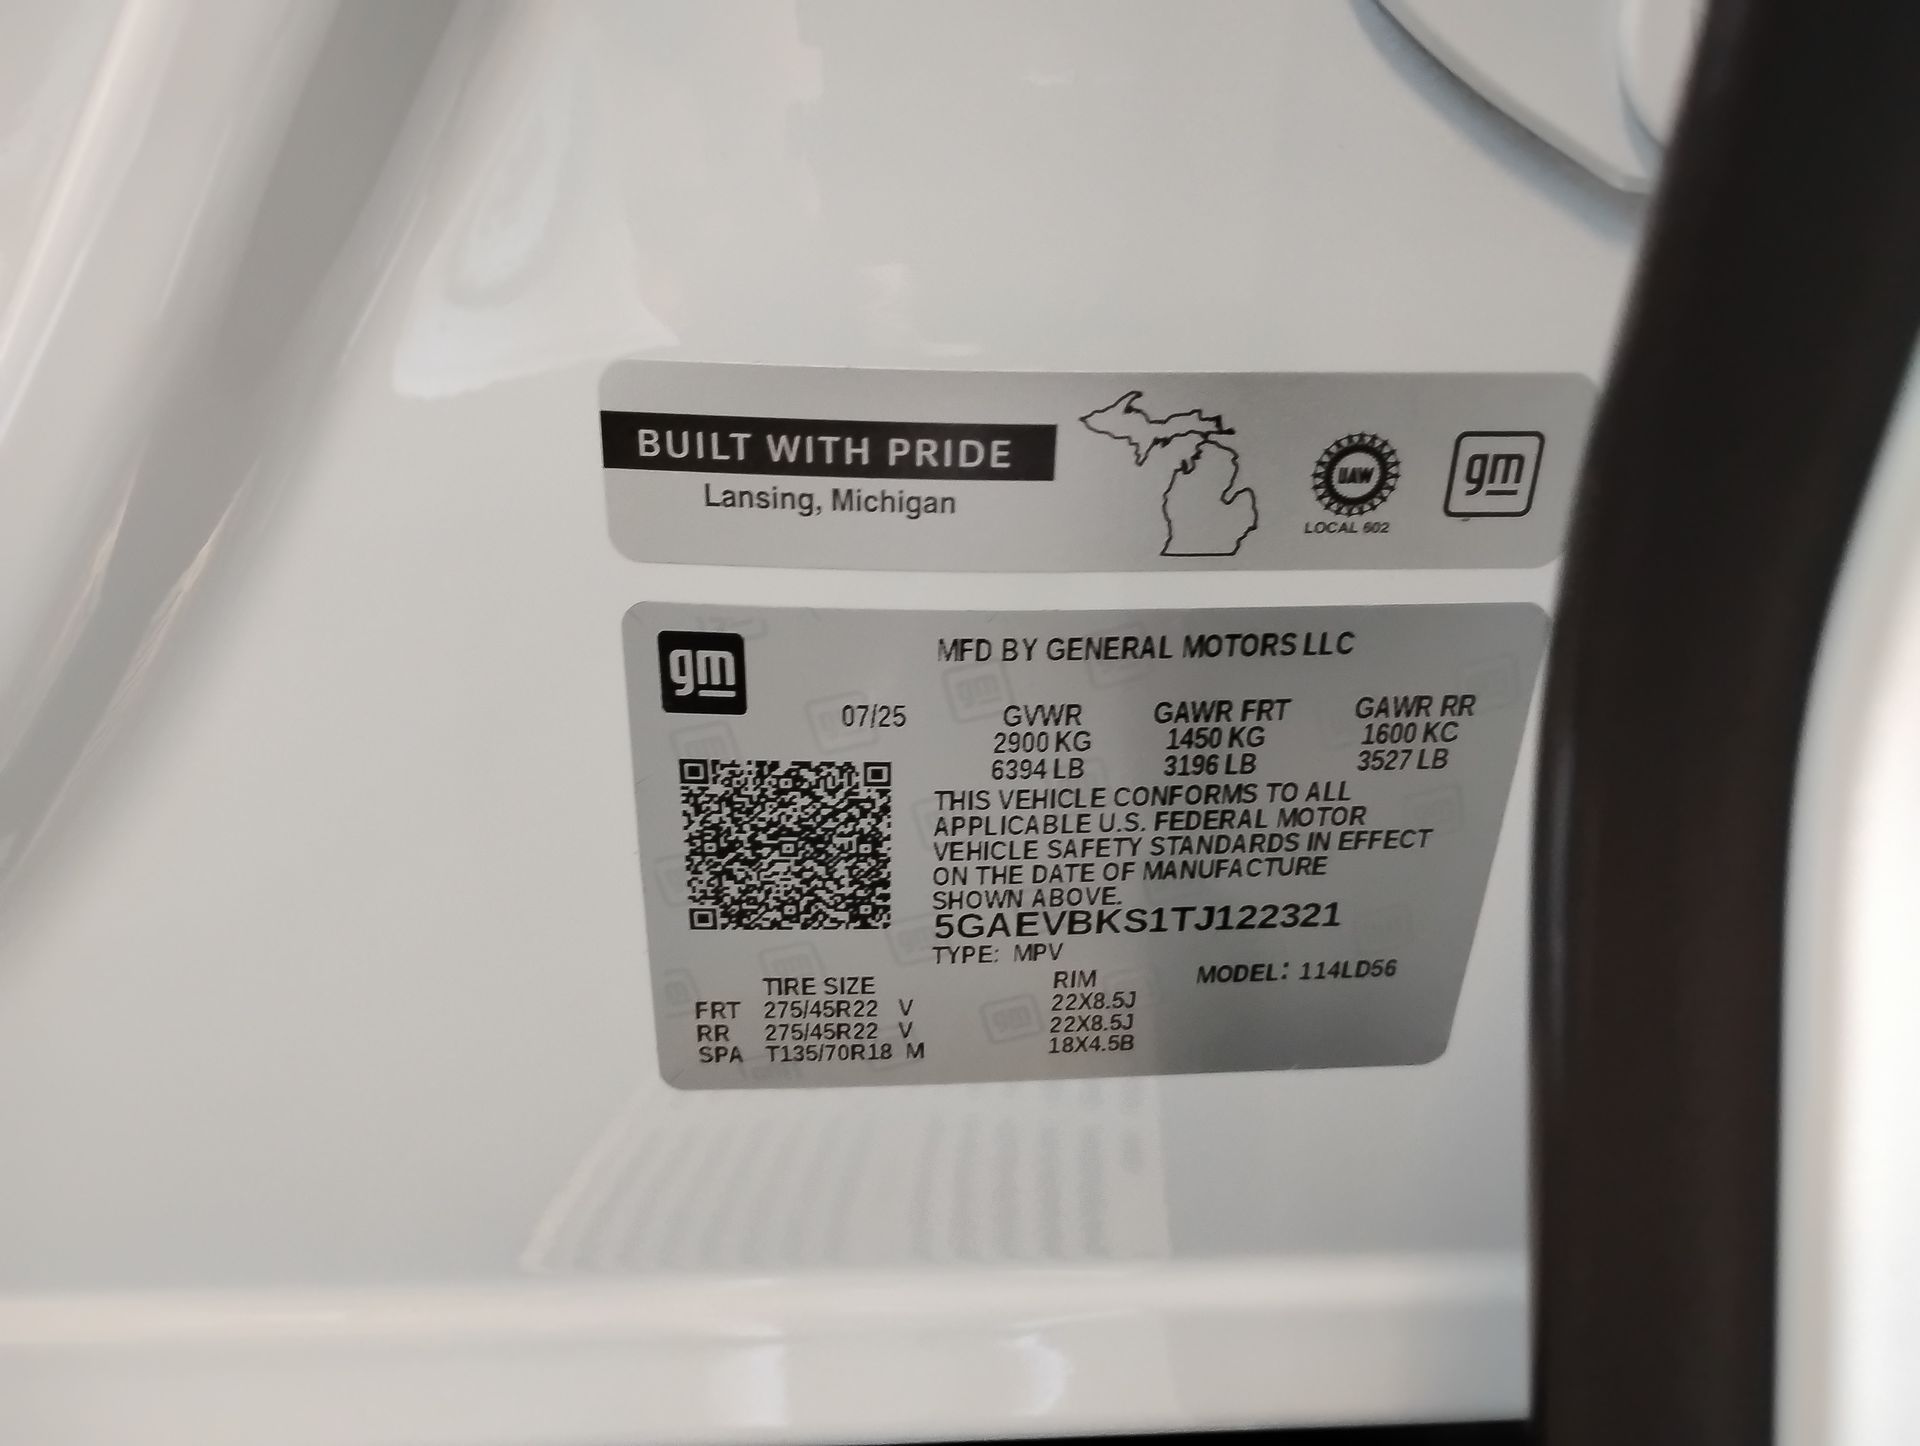 BUILT WITH PRIDE
Lansing, Michigan
UAW
LOCAL 602
gm
gm
MFD BY GENERAL MOTORS LLC
07/25 GVWR GAWR FRT GAWR RR
2900 KG 1450 KG 1600 KG
6394 LB 3196 LB 3527 LB
THIS VEHICLE CONFORMS TO ALL
APPLICABLE U.S. FEDERAL MOTOR
VEHICLE SAFETY STANDARDS IN EFFECT
ON THE DATE OF MANUFACTURE
SHOWN ABOVE.
5GAEVBKS1TJ122321
TYPE: MPV
MODEL: 114LD56
TIRE SIZE RIM
FRT 275/45R22 V 22X8.5J
RR 275/45R22 V 22X8.5J
SPA T135/70R18 M 18X4.5B